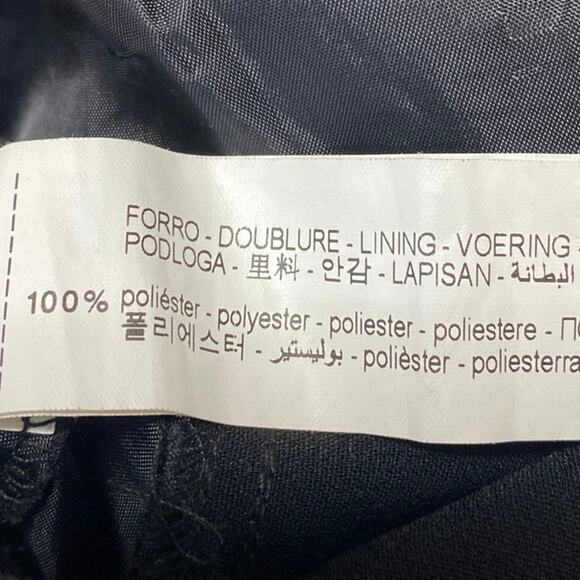 FORRO - DOUBLURE - LINING - VOERING -
PODLOGA - 里料 - 안감 - LAPISAN - البطانة
100% poliéster - polyester - poliester - poliestere -
폴리에스터 - بوليستير - polièster - poliesterra